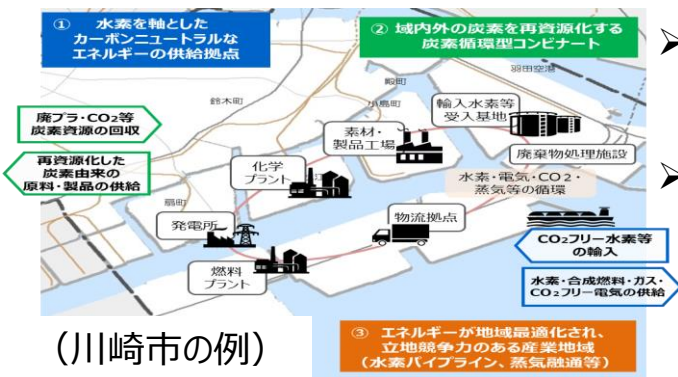 ① 水素を軸とした
カーボンニュートラルな
エネルギーの供給拠点
② 域内外の炭素を再資源化する
炭素循環型コンビナート
➢
羽田空港
殿町
鈴木町
小島町
廃プラ・CO2等
炭素資源の回収
輸入水素等
受入基地
素材・
製品工場
再資源化した
炭素由来の
原料・製品の供給
化学
プラント
廃棄物処理施設
➢
水素・電気・CO2・
蒸気等の循環
扇町
発電所
物流拠点
CO2フリー水素等
の輸入
燃料
プラント
水素・合成燃料・ガス・
CO2フリー電気の供給
(川崎市の例)
③ エネルギーが地域最適化され、
立地競争力のある産業地域
(水素パイプライン、蒸気融通等)